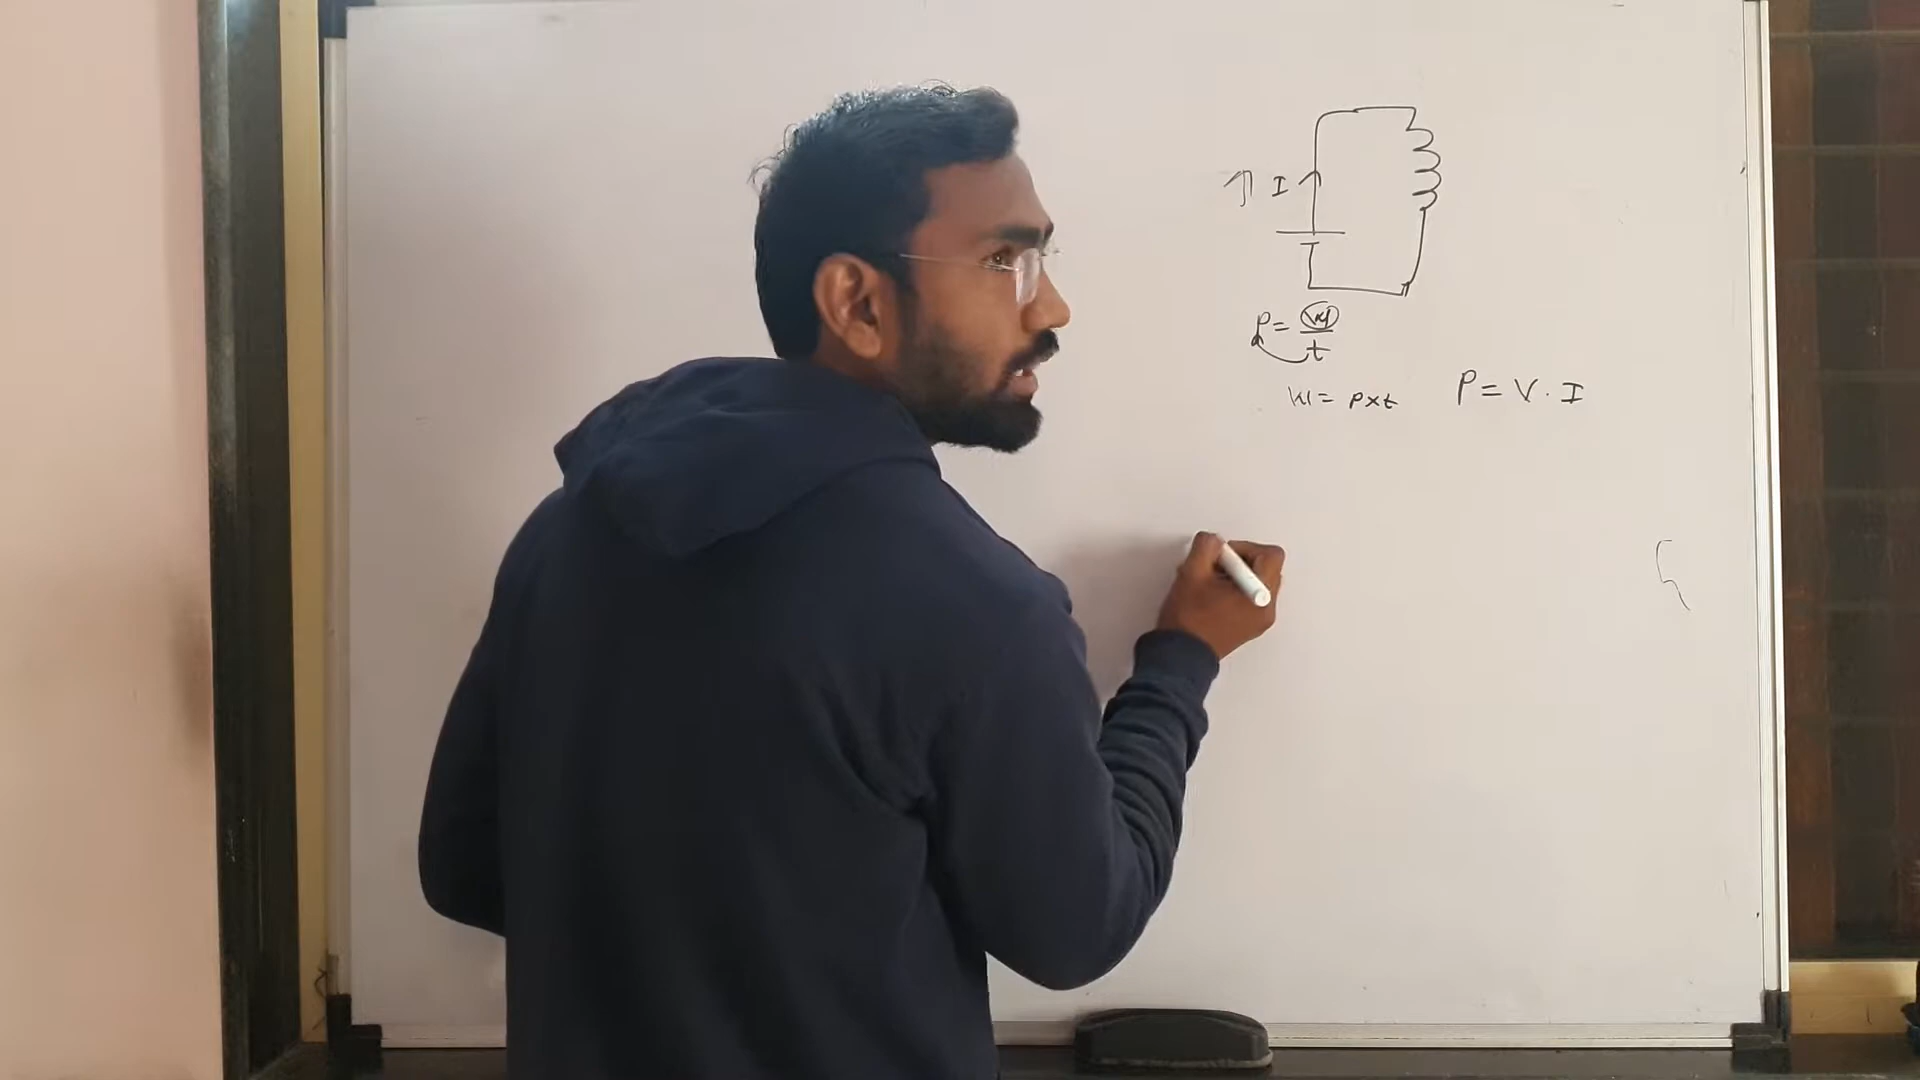 I
P = W/t
W = P×t
P = V · I